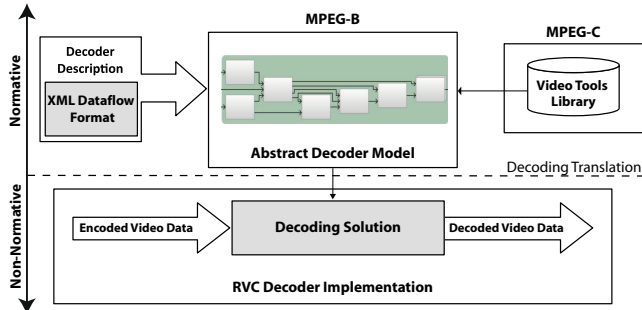 MPEG-B
MPEG-C
Normative
Decoder
Description
XML Dataflow
Format
Abstract Decoder Model
Video Tools
Library
Decoding Translation
Non-Normative
Encoded Video Data
Decoding Solution
Decoded Video Data
RVC Decoder Implementation